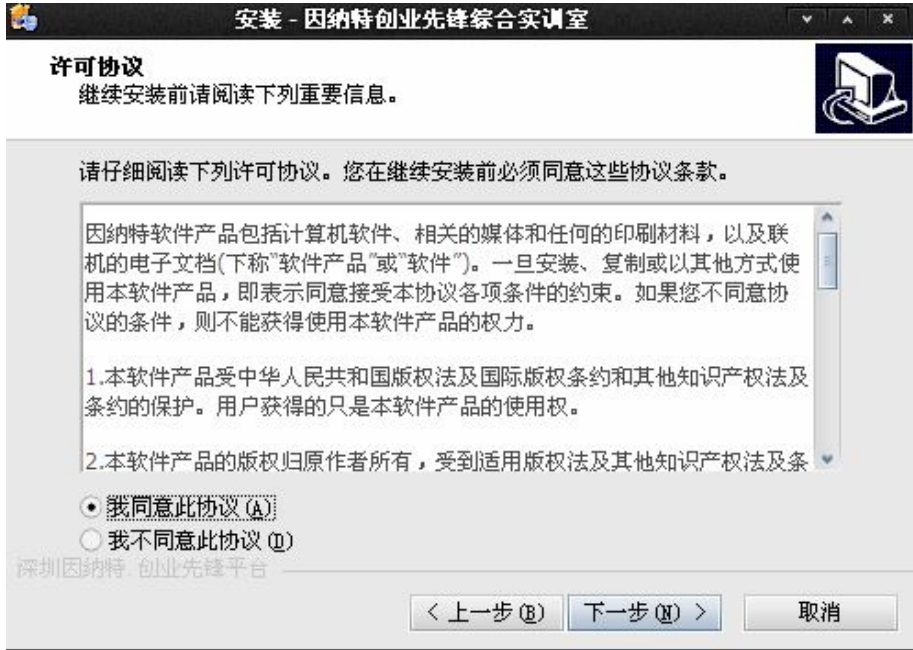 安装 - 因纳特创业先锋综合实训室
许可协议
继续安装前请阅读下列重要信息。
请仔细阅读下列许可协议。您在继续安装前必须同意这些协议条款。
因纳特软件产品包括计算机软件、相关的媒体和任何的印刷材料，以及联
机的电子文档(下称"软件产品"或"软件")。一旦安装、复制或以其他方式使
用本软件产品，即表示同意接受本协议各项条件的约束。如果您不同意协
议的条件，则不能获得使用本软件产品的权力。
1.本软件产品受中华人民共和国版权法及国际版权条约和其他知识产权法及
条约的保护。用户获得的只是本软件产品的使用权。
2.本软件产品的版权归原作者所有，受到适用版权法及其他知识产权法及条
我同意此协议(A)
我不同意此协议(D)
深圳因纳特 创业先锋平台
< 上一步(B)
下一步(N) >
取消